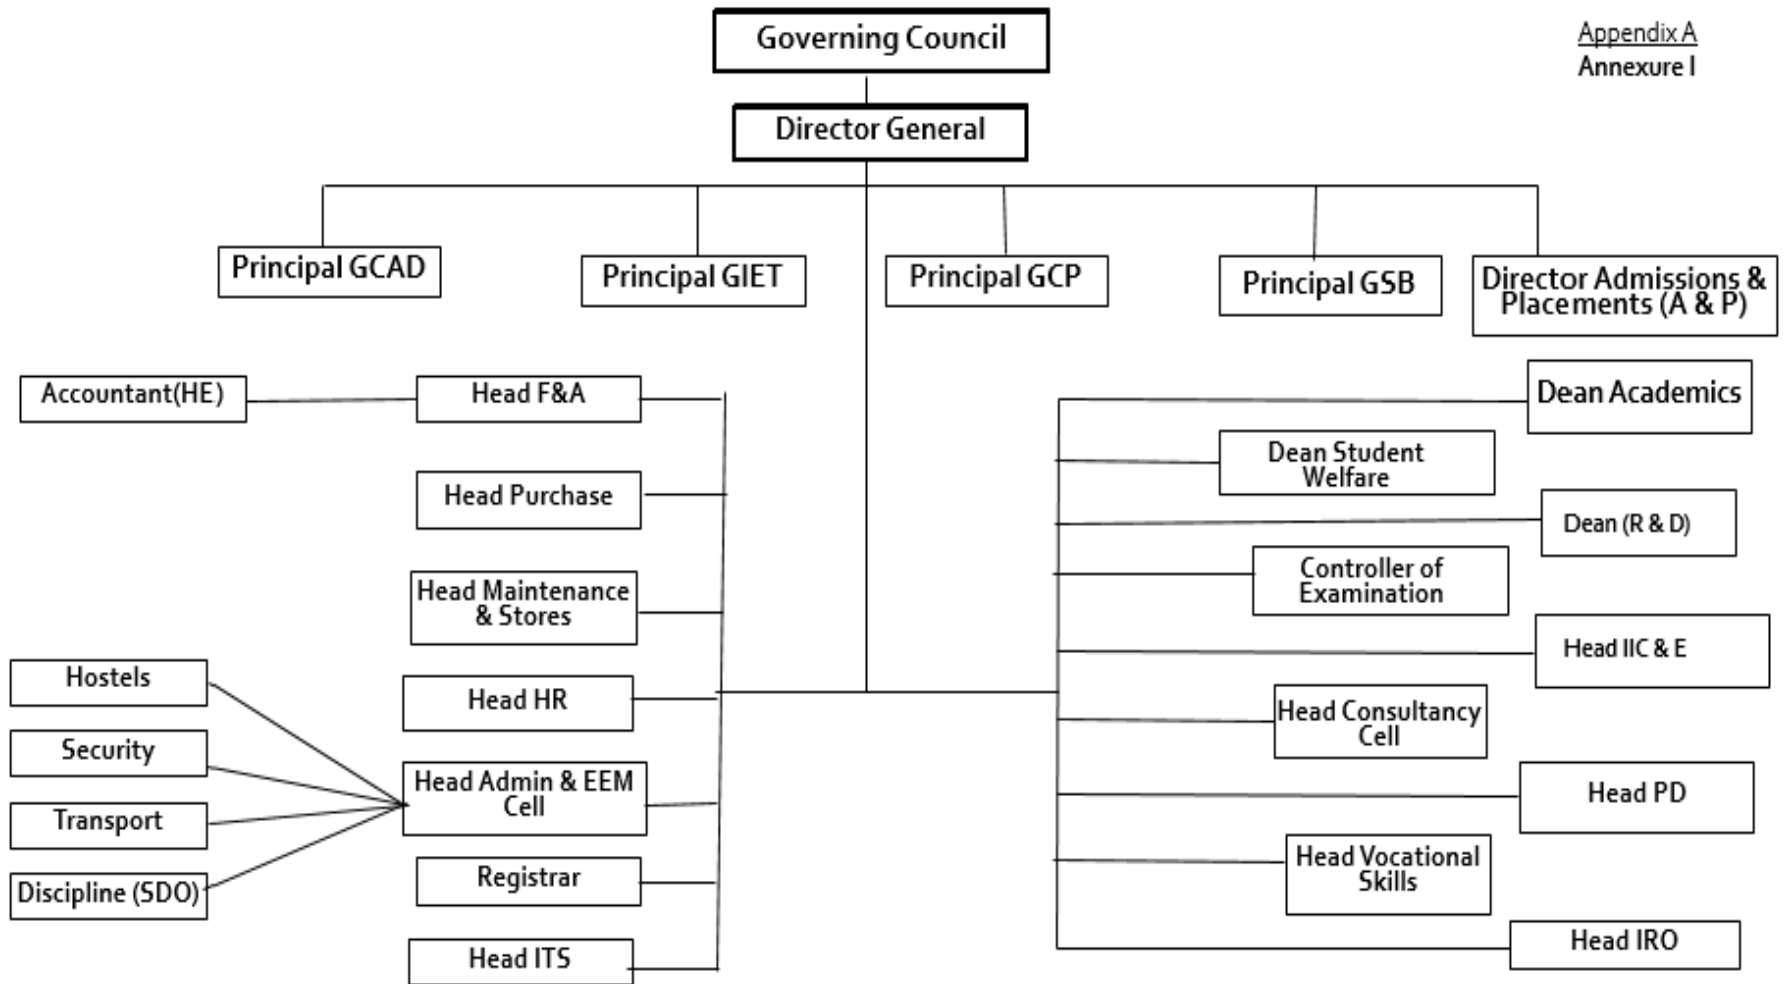 Governing Council
Appendix A
Annexure I
Director General
Principal GCAD
Principal GIET
Principal GCP
Principal GSB
Director Admissions &
Placements (A & P)
Accountant(HE)
Head F&A
Dean Academics
Dean Student
Welfare
Head Purchase
Dean (R & D)
Head Maintenance
& Stores
Controller of
Examination
Hostels
Head HR
Head IIC & E
Head Consultancy
Cell
Security
Head Admin & EEM
Cell
Head PD
Transport
Registrar
Head Vocational
Skills
Discipline (SDO)
Head ITS
Head IRO